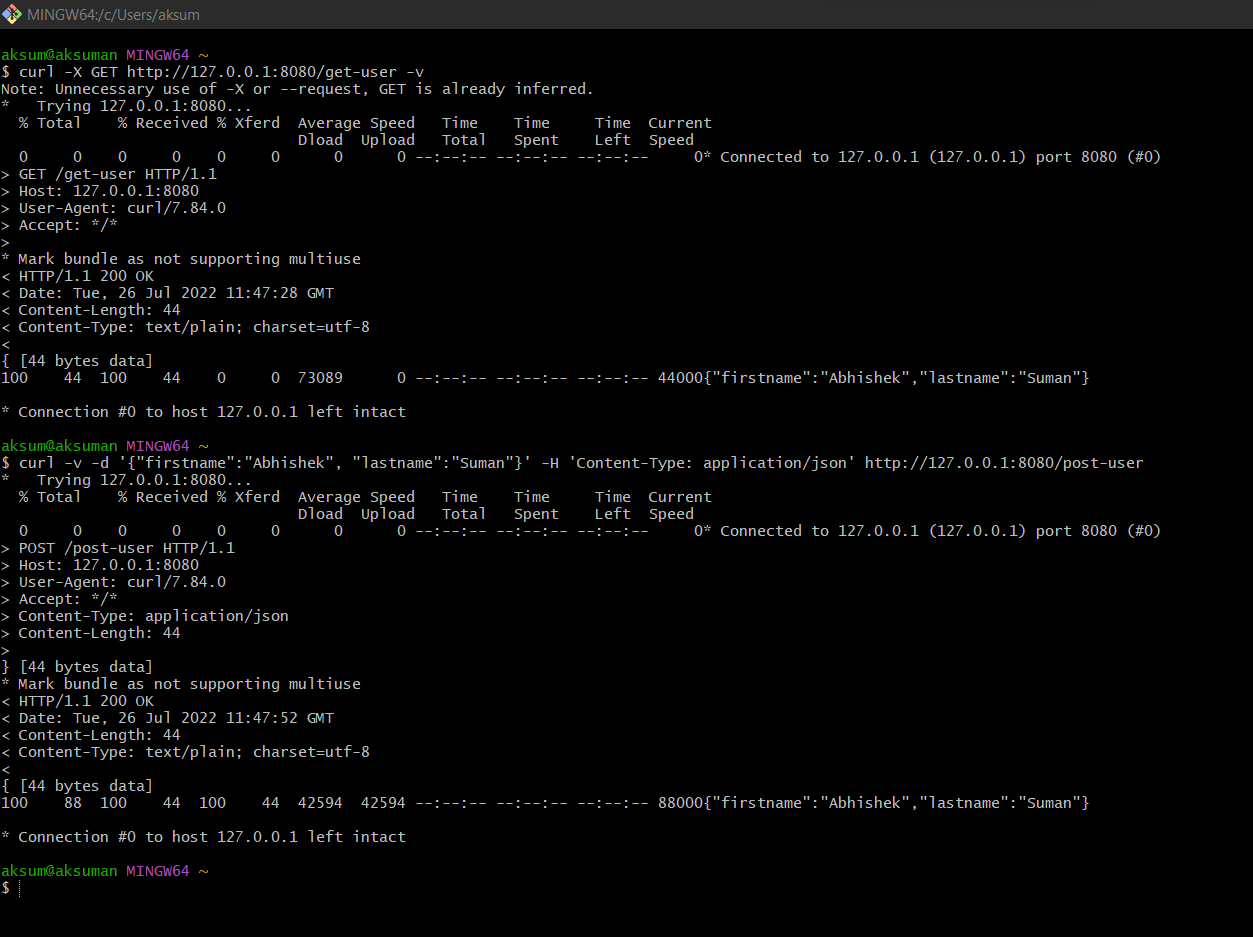 MINGW64:/c/Users/aksum
aksum@aksuman MINGW64 ~
$ curl -X GET http://127.0.0.1:8080/get-user -v
Note: Unnecessary use of -X or --request, GET is already inferred.
*   Trying 127.0.0.1:8080...
  % Total    % Received % Xferd  Average Speed   Time    Time     Time  Current
                                 Dload  Upload   Total   Spent    Left  Speed
  0     0    0     0    0     0      0      0 --:--:-- --:--:-- --:--:--     0* Connected to 127.0.0.1 (127.0.0.1) port 8080 (#0)
> GET /get-user HTTP/1.1
> Host: 127.0.0.1:8080
> User-Agent: curl/7.84.0
> Accept: */*
>
* Mark bundle as not supporting multiuse
< HTTP/1.1 200 OK
< Date: Tue, 26 Jul 2022 11:47:28 GMT
< Content-Length: 44
< Content-Type: text/plain; charset=utf-8
<
{ [44 bytes data]
100    44  100    44    0     0  73089      0 --:--:-- --:--:-- --:--:-- 44000{"firstname":"Abhishek","lastname":"Suman"}
* Connection #0 to host 127.0.0.1 left intact
aksum@aksuman MINGW64 ~
$ curl -v -d '{"firstname":"Abhishek", "lastname":"Suman"}' -H 'Content-Type: application/json' http://127.0.0.1:8080/post-user
*   Trying 127.0.0.1:8080...
  % Total    % Received % Xferd  Average Speed   Time    Time     Time  Current
                                 Dload  Upload   Total   Spent    Left  Speed
  0     0    0     0    0     0      0      0 --:--:-- --:--:-- --:--:--     0* Connected to 127.0.0.1 (127.0.0.1) port 8080 (#0)
> POST /post-user HTTP/1.1
> Host: 127.0.0.1:8080
> User-Agent: curl/7.84.0
> Accept: */*
> Content-Type: application/json
> Content-Length: 44
>
} [44 bytes data]
* Mark bundle as not supporting multiuse
< HTTP/1.1 200 OK
< Date: Tue, 26 Jul 2022 11:47:52 GMT
< Content-Length: 44
< Content-Type: text/plain; charset=utf-8
<
{ [44 bytes data]
100    88  100    44  100    44  42594  42594 --:--:-- --:--:-- --:--:-- 88000{"firstname":"Abhishek","lastname":"Suman"}
* Connection #0 to host 127.0.0.1 left intact
aksum@aksuman MINGW64 ~
$